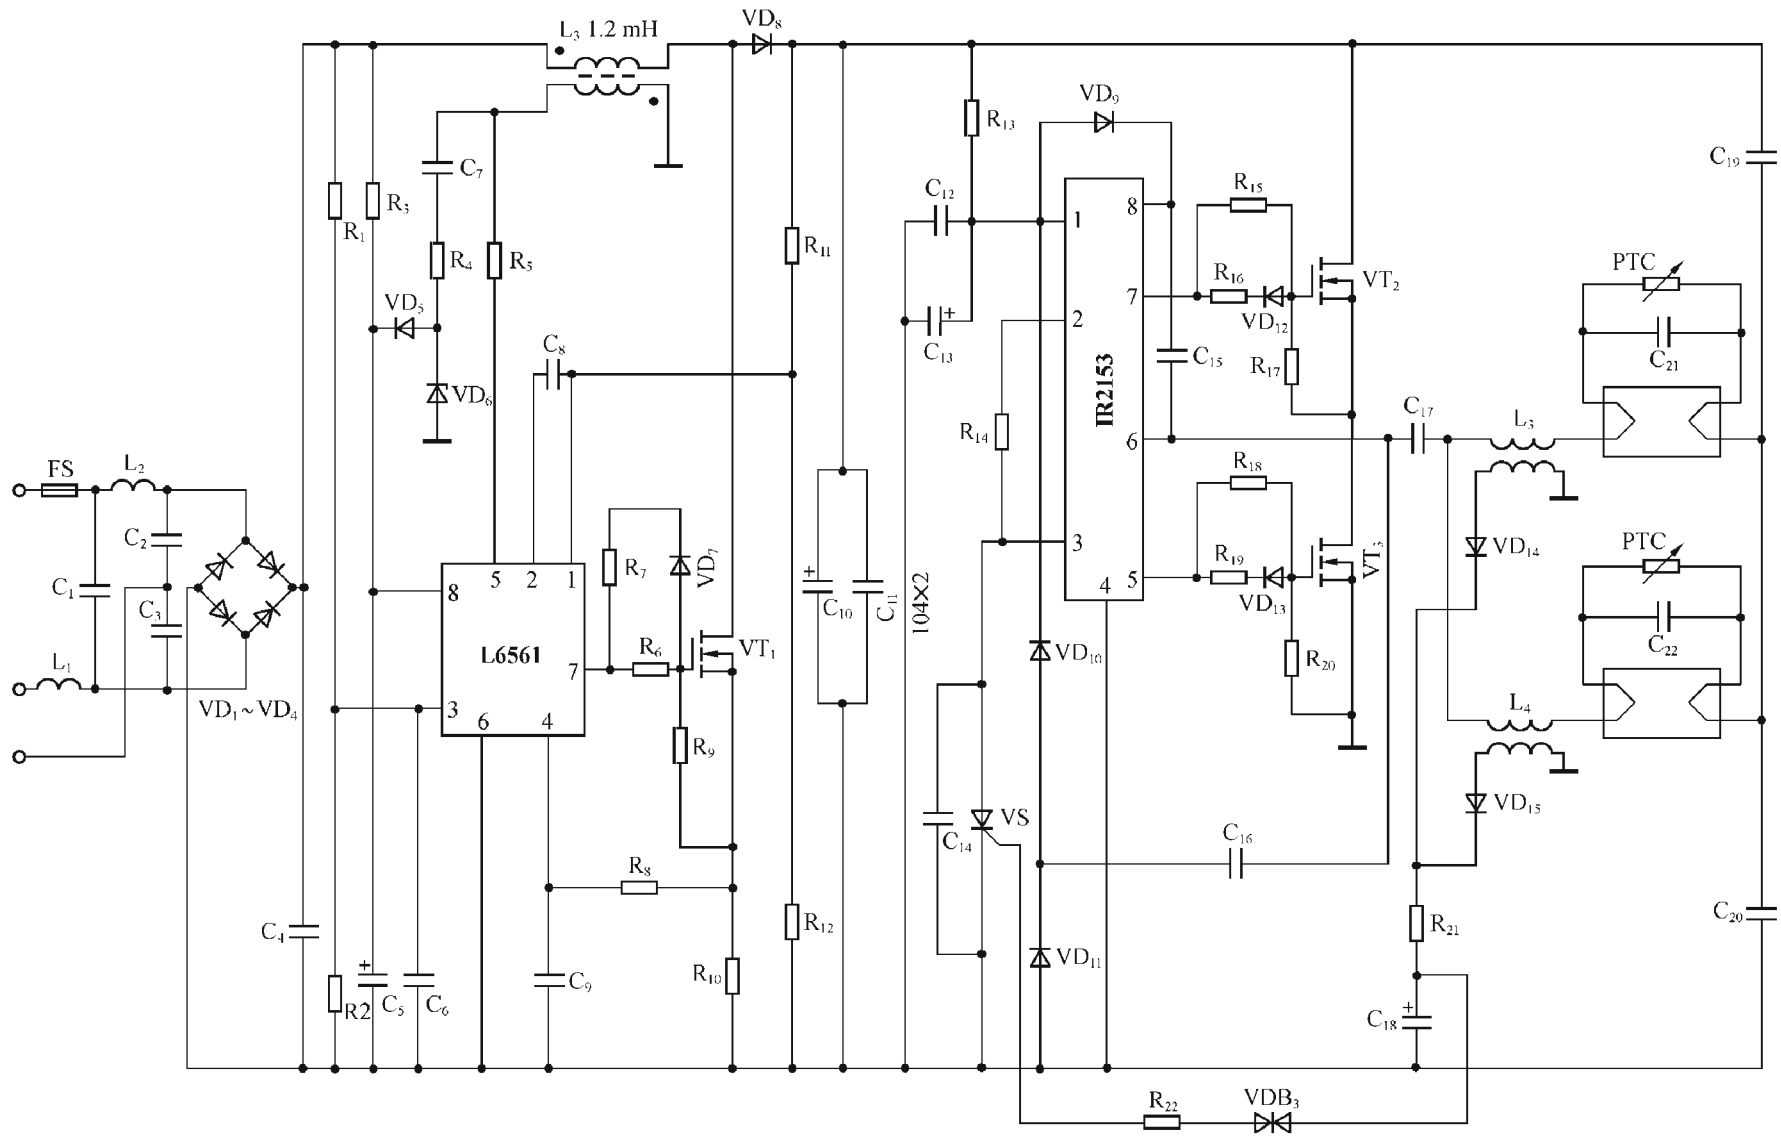 L₃ 1.2 mH
VD₈
VD₉
R₁₃
C₇
R₁
R₃
R₄
R₅
VD₅
VD₆
C₈
R₁₁
C₁₂
C₁₃
1
2
3
4
8
7
6
5
IR2153
R₁₄
C₁₅
R₁₅
R₁₆
VD₁₂
R₁₇
VT₂
C₁₉
PTC
C₂₁
C₁₇
L₃
R₁₈
R₁₉
VD₁₃
R₂₀
VT₃
VD₁₄
PTC
C₂₂
L₄
VD₁₅
FS
L₂
C₂
C₁
C₃
L₁
VD₁~VD₄
5
2
1
8
L6561
7
3
6
4
R₇
VD₇
R₆
VT₁
R₉
R₈
+
C₁₀
C₁₁
104×2
VD₁₀
VS
C₁₄
C₁₆
C₄
R2
+
C₅
C₆
C₉
R₁₀
R₁₂
VD₁₁
R₂₁
+
C₁₈
C₂₀
R₂₂
VDB₃
+